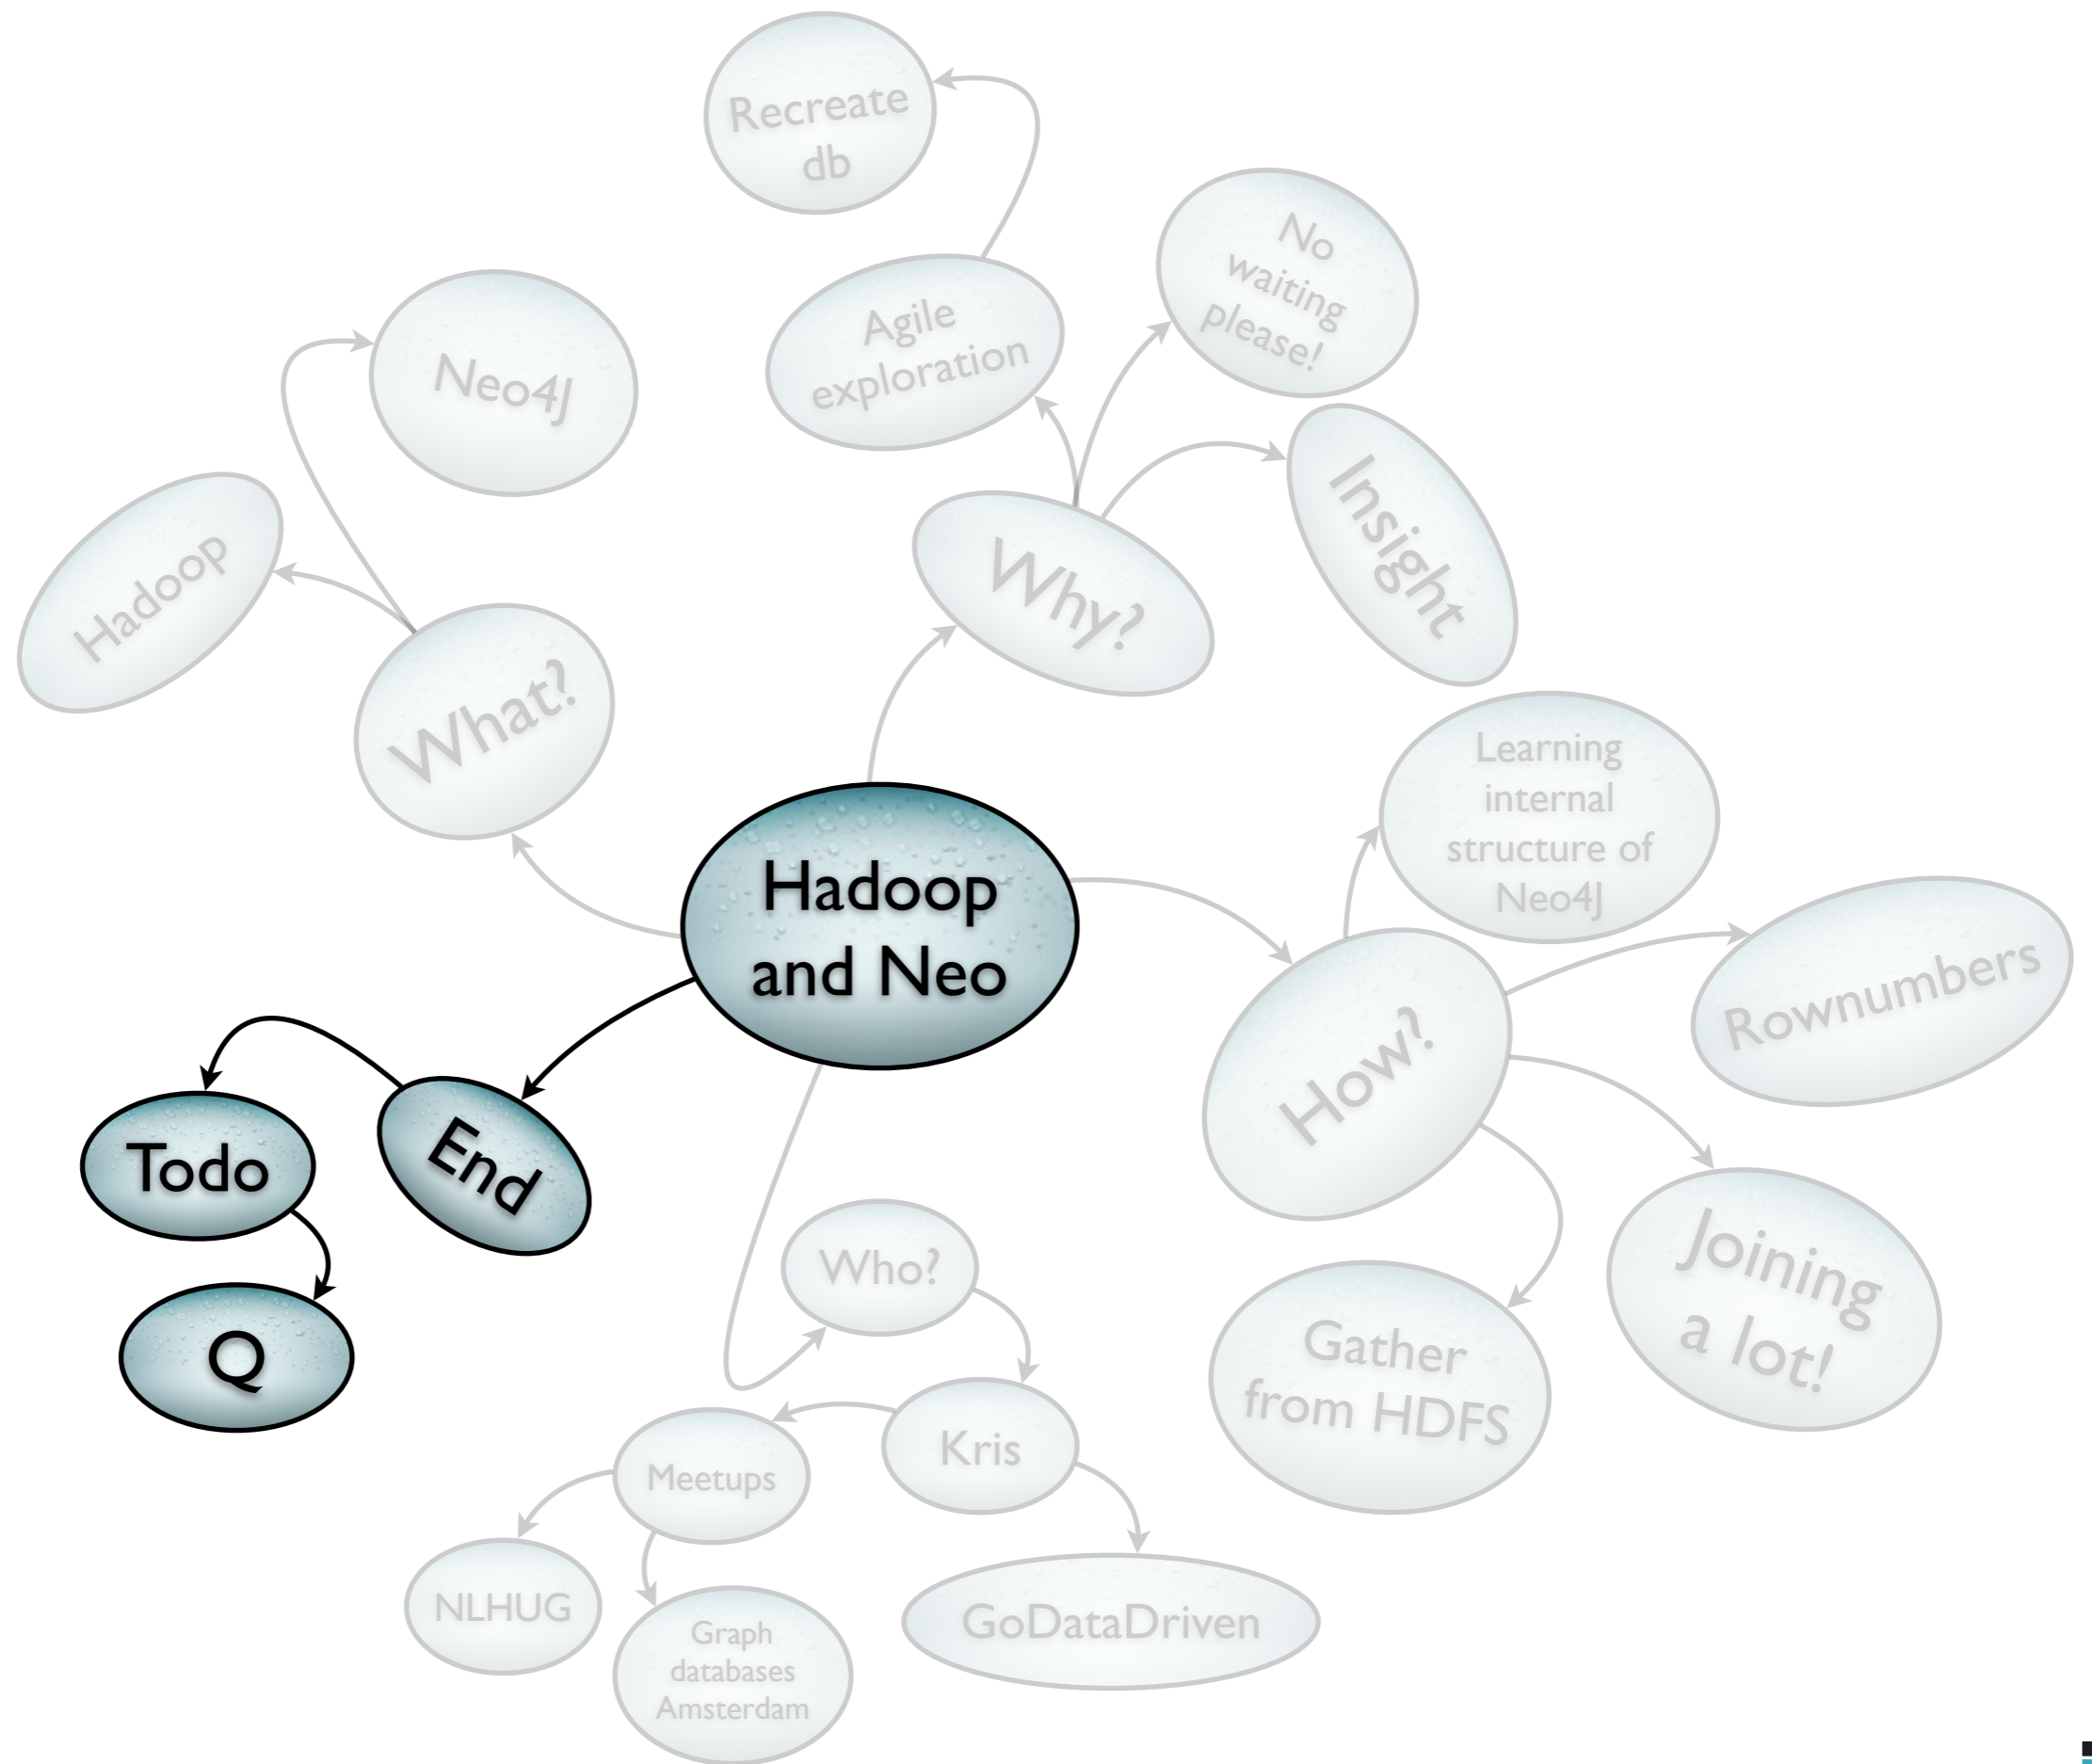 Recreate
db
No
waiting
please!
Agile
exploration
Neo4J
Insight
Hadoop
Why?
What?
Learning
internal
structure of
Neo4J
Hadoop
and Neo
Rownumbers
How?
Todo
End
Who?
Joining
a lot!
Q
Gather
from HDFS
Kris
Meetups
NLHUG
GoDataDriven
Graph
databases
Amsterdam